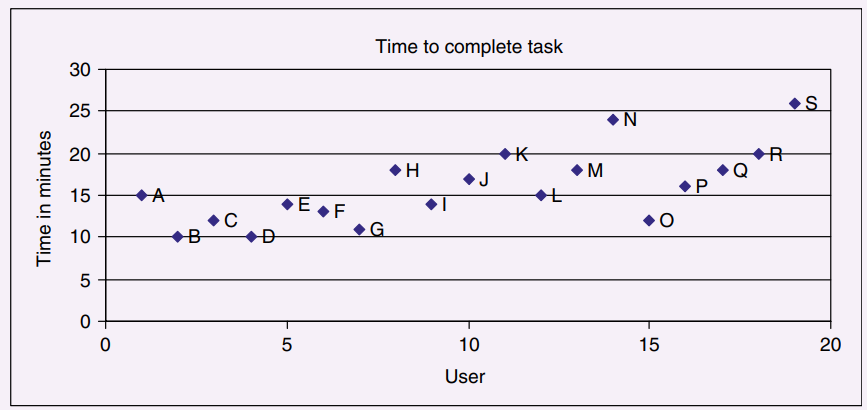 Time to complete task
30
25
20
15
10
5
0
Time in minutes
A
B
C
D
E
F
G
H
I
J
K
L
M
N
O
P
Q
R
S
0 5 10 15 20
User